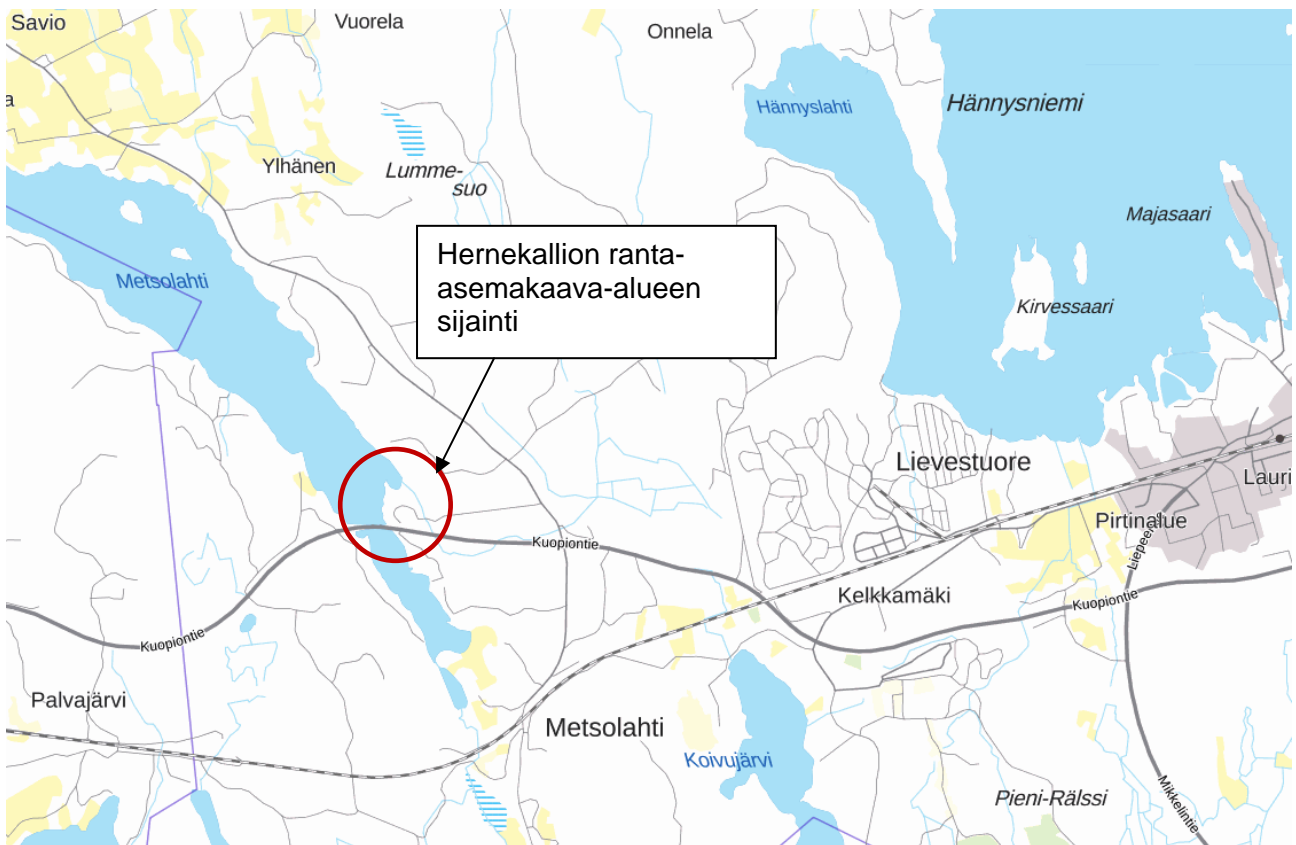 Savio
Vuorela
Onnela
a
Hännyslahti
Hännysniemi
Ylhänen
Lumme-
suo
Majasaari
Hernekallion ranta-
asemakaava-alueen
sijainti
Metsolahti
Kirvessaari
Lievestuore
Lauri
Pirtinalue
Liepeentie
Kuopiontie
Kelkkamäki
Kuopiontie
Kuopiontie
Palvajärvi
Metsolahti
Koivujärvi
Pieni-Rälssi
Mikkelintie